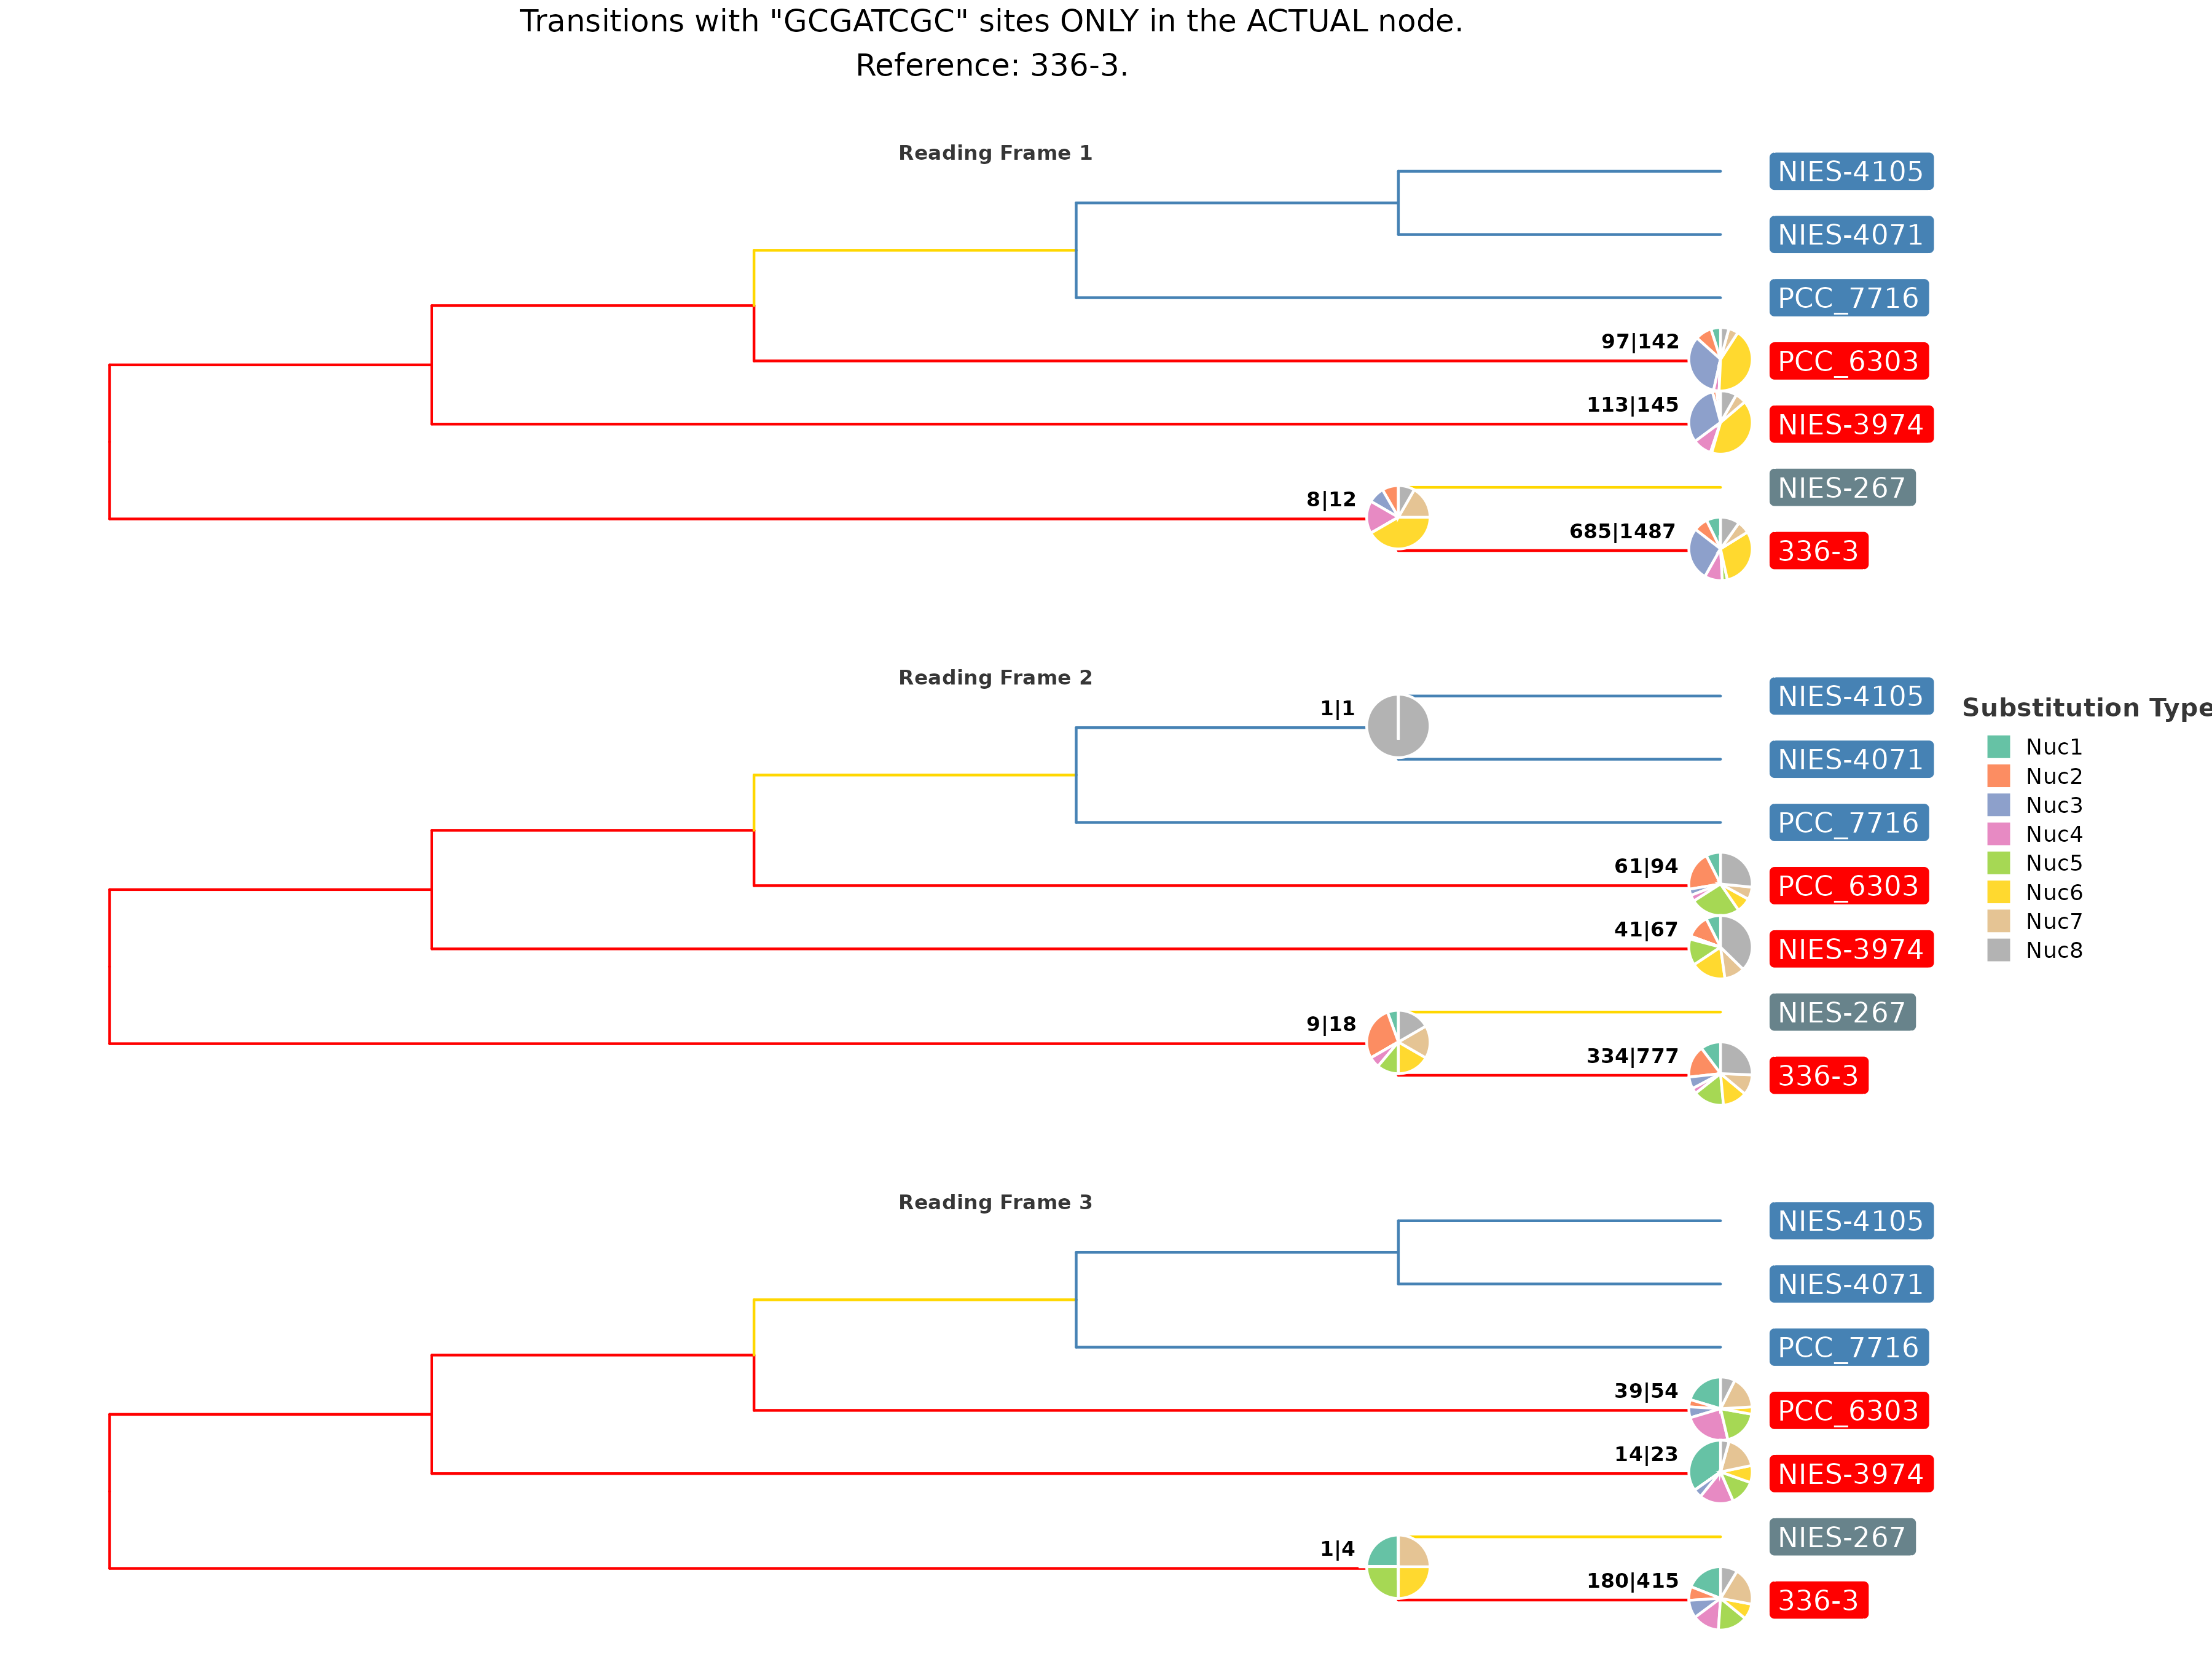 Transitions with "GCGATCGC" sites ONLY in the ACTUAL node.
Reference: 336-3.
Reading Frame 1
NIES-4105
NIES-4071
PCC_7716
97|142
PCC_6303
113|145
NIES-3974
NIES-267
8|12
685|1487
336-3
Reading Frame 2
NIES-4105
1|1
NIES-4071
PCC_7716
61|94
PCC_6303
41|67
NIES-3974
NIES-267
9|18
334|777
336-3
Substitution Type
Nuc1
Nuc2
Nuc3
Nuc4
Nuc5
Nuc6
Nuc7
Nuc8
Reading Frame 3
NIES-4105
NIES-4071
PCC_7716
39|54
PCC_6303
14|23
NIES-3974
NIES-267
1|4
180|415
336-3